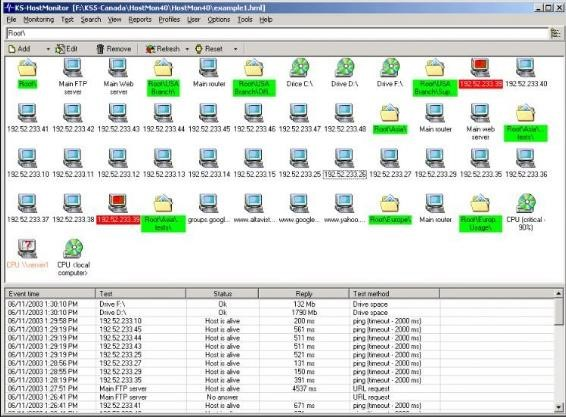 KS-HostMonitor [F:\KSS-Canada\HostMon40\HostMon40\example1.hml]
File Monitoring Test Search View Reports Profiles User Options Tools Help
Root\
Add Edit Remove Refresh Reset
Root\ Main FTP server Main Web server Root\USA Branch\ Main router Root\USA Branch\Offi... Drice C:\ Drive D:\ Drive F:\ Root\USA Branch\Sup... 192.52.233.39 192.52.233.40
192.52.233.41 192.52.233.42 192.52.233.43 192.52.233.44 192.52.233.45 192.52.233.46 192.52.233.47 192.52.233.48 Root\Asia\ Main router Main web server Root\Asia\... tests\
192.52.233.10 192.52.233.11 192.52.233.12 192.52.233.13 192.52.233.14 192.52.233.15 192.52.233.25 192.52.233.26 192.52.233.27 192.52.233.29 192.52.233.35 192.52.233.36
192.52.233.37 192.52.233.38 192.52.233.39 Root\Asia\... tests\ groups.googl... www.altavist... www.google... www.yahoo.... Root\Europe\ Main router Root\Europ... Usage\ CPU (critical - 90%)
CPU \\server1 CPU (local computer)
Event time Test Status Reply Test method
06/11/2003 1:30:10 PM Drive F:\ Ok 132 Mb Drive space
06/11/2003 1:30:10 PM Drive D:\ Ok 1790 Mb Drive space
06/11/2003 1:29:58 PM 192.52.233.10 Host is alive 200 ms ping (timeout - 2000 ms)
06/11/2003 1:29:19 PM 192.52.233.45 Host is alive 561 ms ping (timeout - 2000 ms)
06/11/2003 1:29:19 PM 192.52.233.44 Host is alive 511 ms ping (timeout - 2000 ms)
06/11/2003 1:29:19 PM 192.52.233.43 Host is alive 511 ms ping (timeout - 2000 ms)
06/11/2003 1:29:19 PM 192.52.233.42 Host is alive 521 ms ping (timeout - 2000 ms)
06/11/2003 1:28:56 PM 192.52.233.27 Host is alive 131 ms ping (timeout - 2000 ms)
06/11/2003 1:28:55 PM 192.52.233.29 Host is alive 150 ms ping (timeout - 2000 ms)
06/11/2003 1:28:19 PM 192.52.233.35 Host is alive 391 ms ping (timeout - 2000 ms)
06/11/2003 1:27:51 PM Main FTP server Host is alive 4537 ms URL request
06/11/2003 1:26:42 PM Main FTP server No answer URL request
06/11/2003 1:26:41 PM 192.52.233.41 Host is alive 671 ms ping (timeout - 2000 ms)